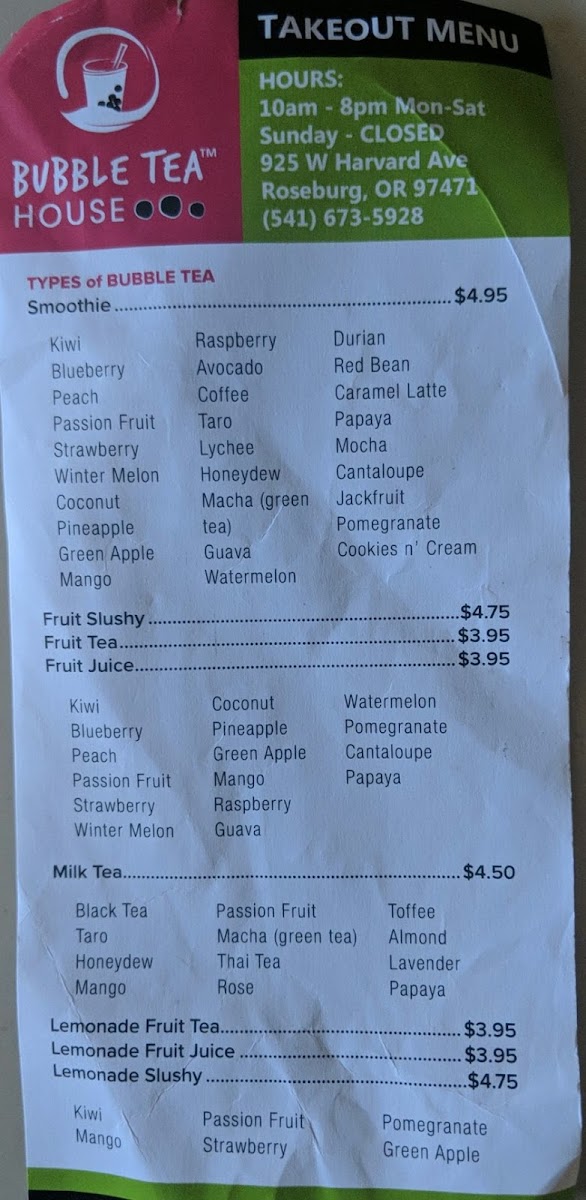 TAKEOUT MENU
BUBBLE TEA™
HOUSE
HOURS:
10am - 8pm Mon-Sat
Sunday - CLOSED
925 W Harvard Ave
Roseburg, OR 97471
(541) 673-5928
TYPES of BUBBLE TEA
Smoothie ........ $4.95
Kiwi
Blueberry
Peach
Passion Fruit
Strawberry
Winter Melon
Coconut
Pineapple
Green Apple
Mango
Raspberry
Avocado
Coffee
Taro
Lychee
Honeydew
Macha (green
tea)
Guava
Watermelon
Durian
Red Bean
Caramel Latte
Papaya
Mocha
Cantaloupe
Jackfruit
Pomegranate
Cookies n' Cream
Fruit Slushy ........ $4.75
Fruit Tea ........ $3.95
Fruit Juice ........ $3.95
Kiwi
Blueberry
Peach
Passion Fruit
Strawberry
Winter Melon
Coconut
Pineapple
Green Apple
Mango
Raspberry
Guava
Watermelon
Pomegranate
Cantaloupe
Papaya
Milk Tea ........ $4.50
Black Tea
Taro
Honeydew
Mango
Passion Fruit
Macha (green tea)
Thai Tea
Rose
Toffee
Almond
Lavender
Papaya
Lemonade Fruit Tea ........ $3.95
Lemonade Fruit Juice ........ $3.95
Lemonade Slushy ........ $4.75
Kiwi
Mango
Passion Fruit
Strawberry
Pomegranate
Green Apple